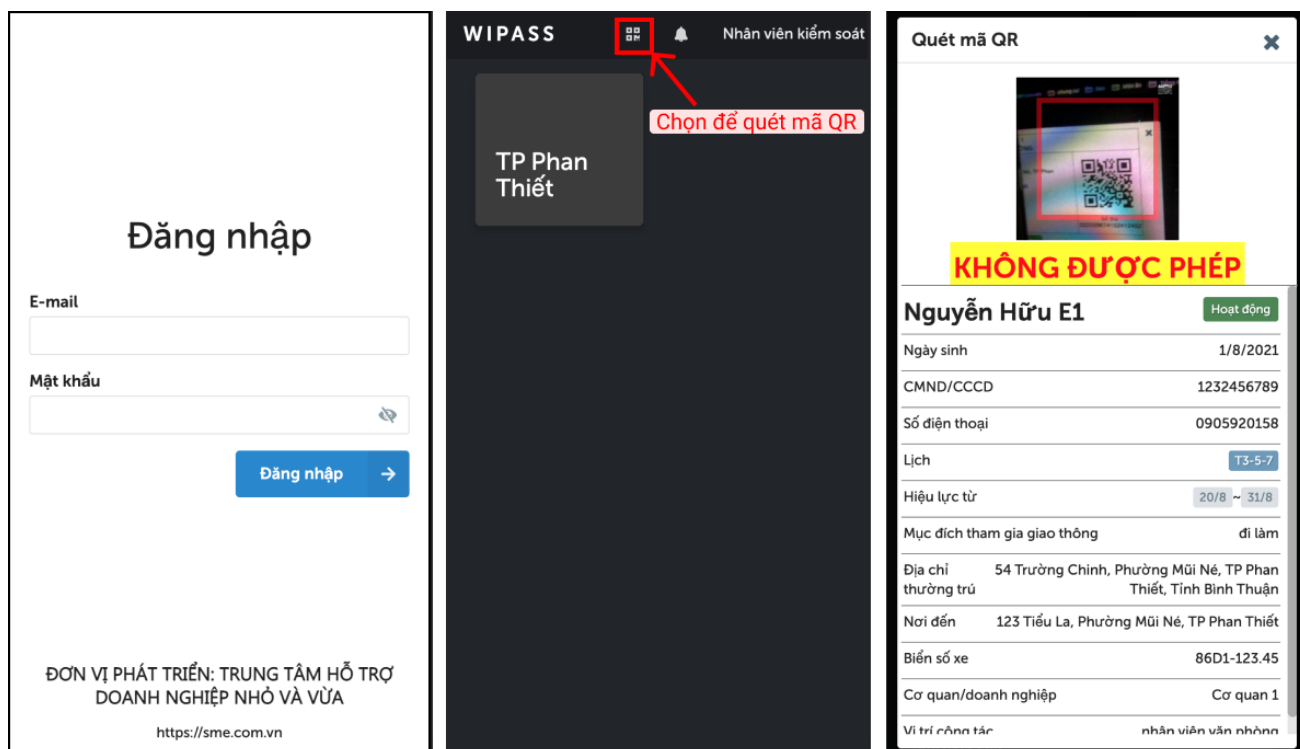 Đăng nhập
E-mail
Mật khẩu
Đăng nhập
ĐƠN VỊ PHÁT TRIỂN: TRUNG TÂM HỖ TRỢ
DOANH NGHIỆP NHỎ VÀ VỪA
https://sme.com.vn
WIPASS
Nhân viên kiểm soát
Chọn để quét mã QR
TP Phan
Thiết
Quét mã QR
KHÔNG ĐƯỢC PHÉP
Nguyễn Hữu E1 Hoạt động
Ngày sinh 1/8/2021
CMND/CCCD 1232456789
Số điện thoại 0905920158
Lịch T3-5-7
Hiệu lực từ 20/8 ~ 31/8
Mục đích tham gia giao thông đi làm
Địa chỉ 54 Trường Chinh, Phường Mũi Né, TP Phan
thường trú Thiết, Tỉnh Bình Thuận
Nơi đến 123 Tiểu La, Phường Mũi Né, TP Phan Thiết
Biển số xe 86D1-123.45
Cơ quan/doanh nghiệp Cơ quan 1
Vị trí công tác nhân viên văn phòng